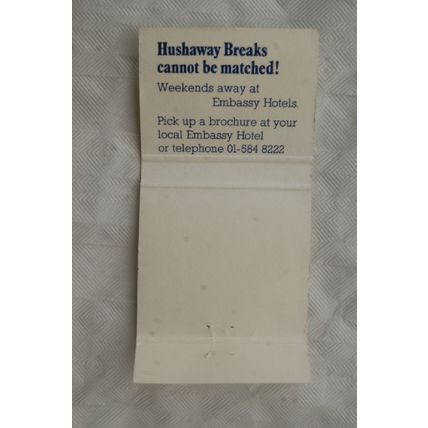 Hushaway Breaks
cannot be matched!
Weekends away at
Embassy Hotels.
Pick up a brochure at your
local Embassy Hotel
or telephone 01-584 8222